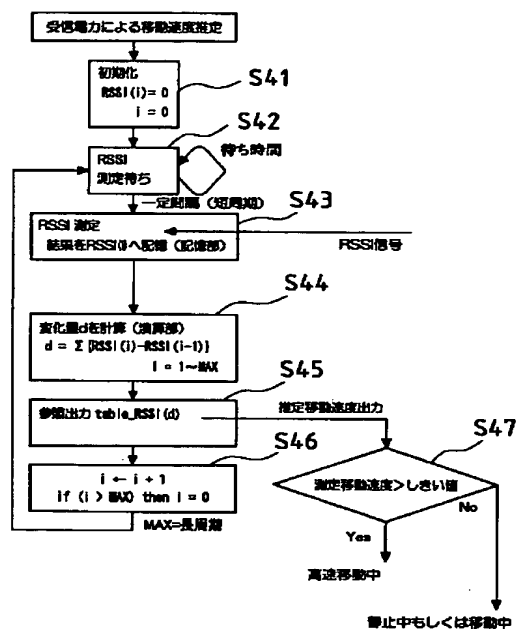 受信電力による移動速度推定
初期化
RSSI(i)= 0
i = 0
S41
S42
RSSI
測定待ち
待ち時間
一定間隔（短周期）
S43
RSSI 測定
結果をRSSI(i)へ記憶（記憶部）
RSSI信号
S44
変化量dを計算（演算部）
d = Σ{RSSI(i)-RSSI(i-1)}
i = 1~MAX
S45
参照出力 table_RSSI(d)
推定移動速度出力
S46
i ← i + 1
if (i > MAX) then i = 0
MAX=長周期
S47
測定移動速度>しきい値
No
Yes
高速移動中
静止中もしくは移動中